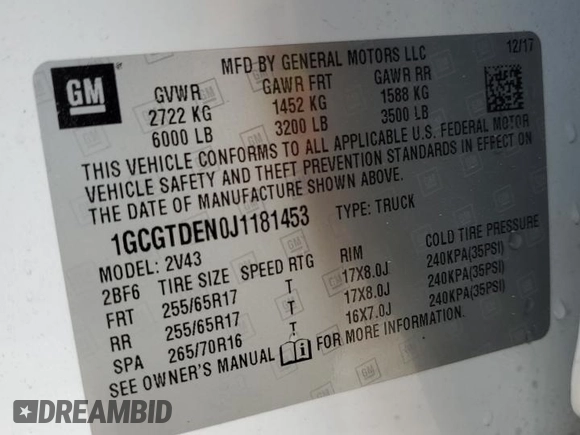 MFD BY GENERAL MOTORS LLC 12/17
GM
GVWR GAWR FRT GAWR RR
2722 KG 1452 KG 1588 KG
6000 LB 3200 LB 3500 LB
THIS VEHICLE CONFORMS TO ALL APPLICABLE U.S. FEDERAL MOTOR
VEHICLE SAFETY AND THEFT PREVENTION STANDARDS IN EFFECT ON
THE DATE OF MANUFACTURE SHOWN ABOVE.
1GCGTDEN0J1181453 TYPE: TRUCK
MODEL: 2V43
2BF6 TIRE SIZE SPEED RTG RIM COLD TIRE PRESSURE
FRT 255/65R17 T 17X8.0J 240KPA(35PSI)
RR 255/65R17 T 17X8.0J 240KPA(35PSI)
SPA 265/70R16 T 16X7.0J 240KPA(35PSI)
SEE OWNER'S MANUAL FOR MORE INFORMATION.
DREAMBID